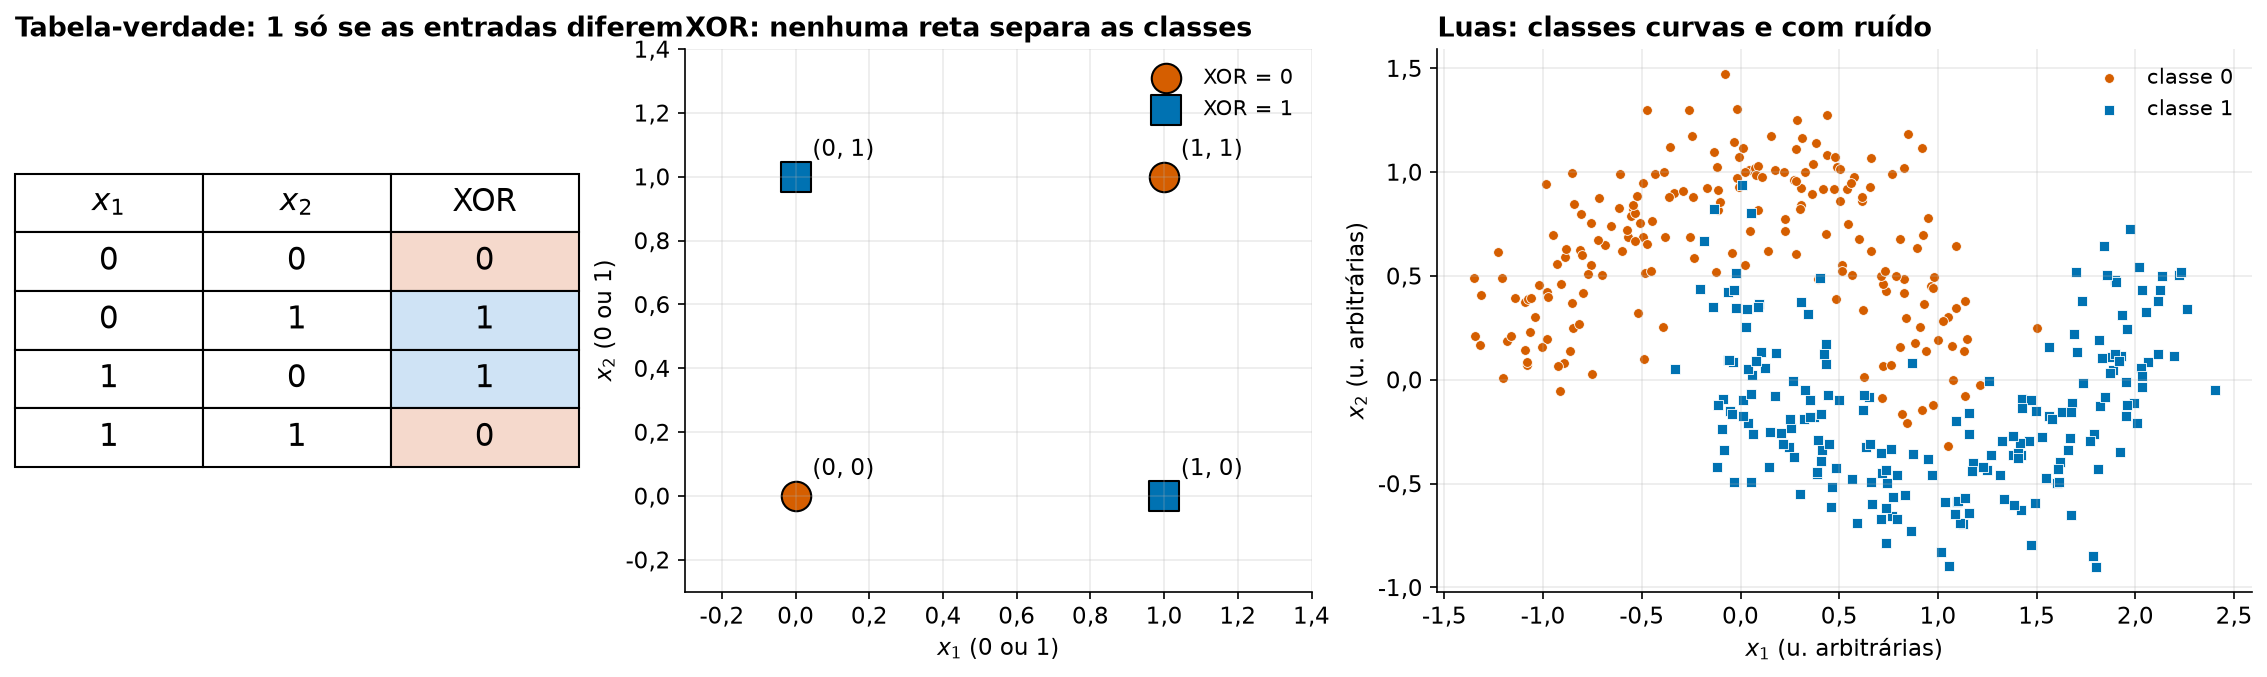 Tabela-verdade: 1 só se as entradas diferem
x₁ x₂ XOR
0 0 0
0 1 1
1 0 1
1 1 0
XOR: nenhuma reta separa as classes
XOR = 0
XOR = 1
(0, 1)
(1, 1)
(0, 0)
(1, 0)
1,4
1,2
1,0
0,8
0,6
0,4
0,2
0,0
-0,2
x₂ (0 ou 1)
-0,2 0,0 0,2 0,4 0,6 0,8 1,0 1,2 1,4
x₁ (0 ou 1)
Luas: classes curvas e com ruído
classe 0
classe 1
1,5
1,0
0,5
0,0
-0,5
-1,0
x₂ (u. arbitrárias)
-1,5 -1,0 -0,5 0,0 0,5 1,0 1,5 2,0 2,5
x₁ (u. arbitrárias)